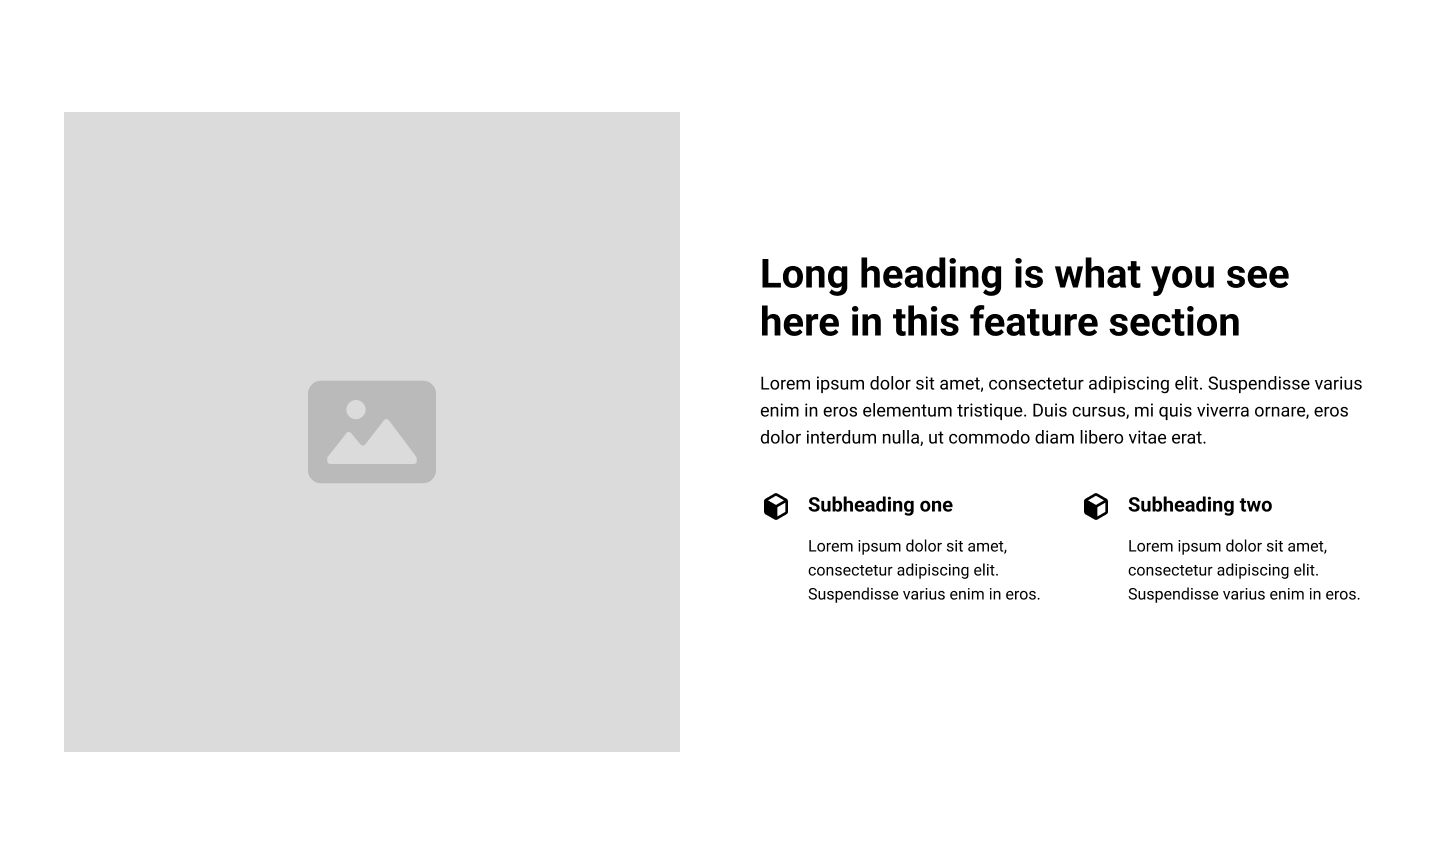 Long heading is what you see
here in this feature section
Lorem ipsum dolor sit amet, consectetur adipiscing elit. Suspendisse varius
enim in eros elementum tristique. Duis cursus, mi quis viverra ornare, eros
dolor interdum nulla, ut commodo diam libero vitae erat.
Subheading one
Lorem ipsum dolor sit amet,
consectetur adipiscing elit.
Suspendisse varius enim in eros.
Subheading two
Lorem ipsum dolor sit amet,
consectetur adipiscing elit.
Suspendisse varius enim in eros.